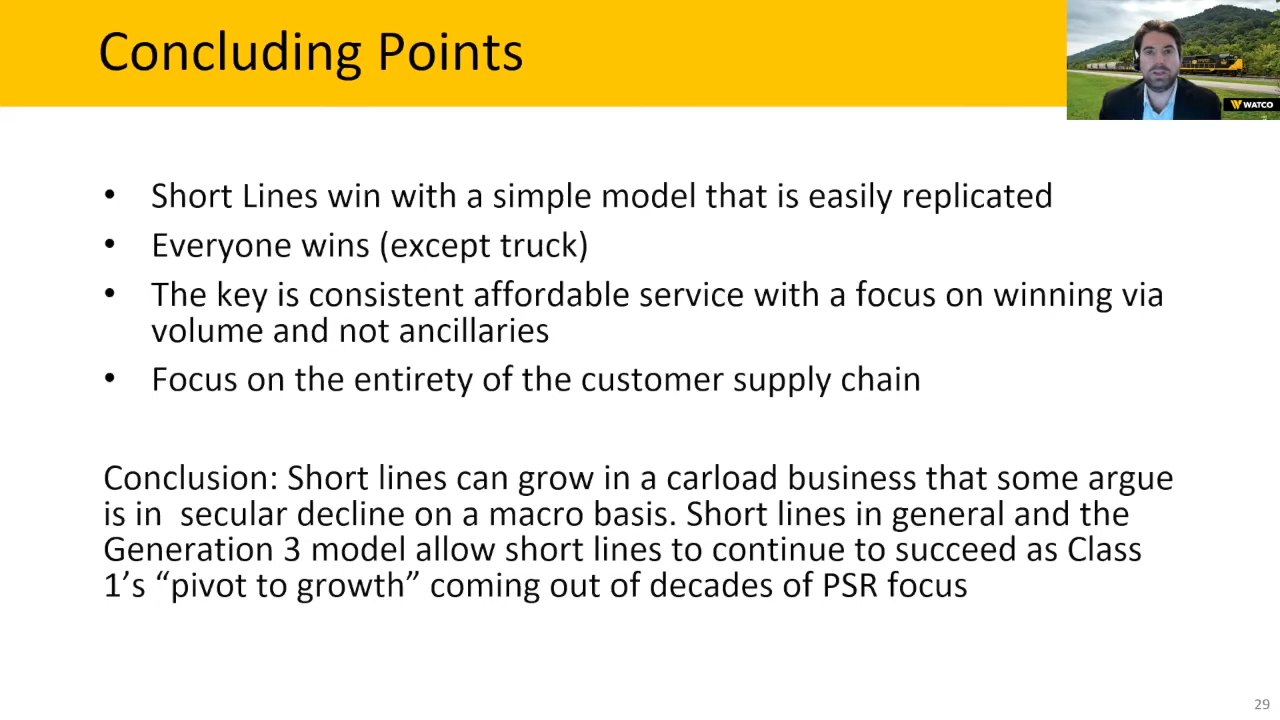 Concluding Points
WATCO
• Short Lines win with a simple model that is easily replicated
• Everyone wins (except truck)
• The key is consistent affordable service with a focus on winning via
volume and not ancillaries
• Focus on the entirety of the customer supply chain
Conclusion: Short lines can grow in a carload business that some argue
is in  secular decline on a macro basis. Short lines in general and the
Generation 3 model allow short lines to continue to succeed as Class
1’s “pivot to growth” coming out of decades of PSR focus
29